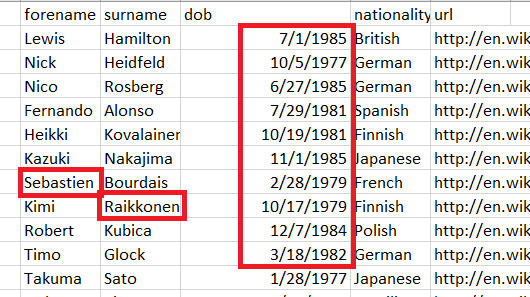 forename surname dob nationality url
Lewis Hamilton 7/1/1985 British http://en.wik
Nick Heidfeld 10/5/1977 German http://en.wik
Nico Rosberg 6/27/1985 German http://en.wik
Fernando Alonso 7/29/1981 Spanish http://en.wik
Heikki Kovalainen 10/19/1981 Finnish http://en.wik
Kazuki Nakajima 11/1/1985 Japanese http://en.wik
Sebastien Bourdais 2/28/1979 French http://en.wik
Kimi Raikkonen 10/17/1979 Finnish http://en.wik
Robert Kubica 12/7/1984 Polish http://en.wik
Timo Glock 3/18/1982 German http://en.wik
Takuma Sato 1/28/1977 Japanese http://en.wik